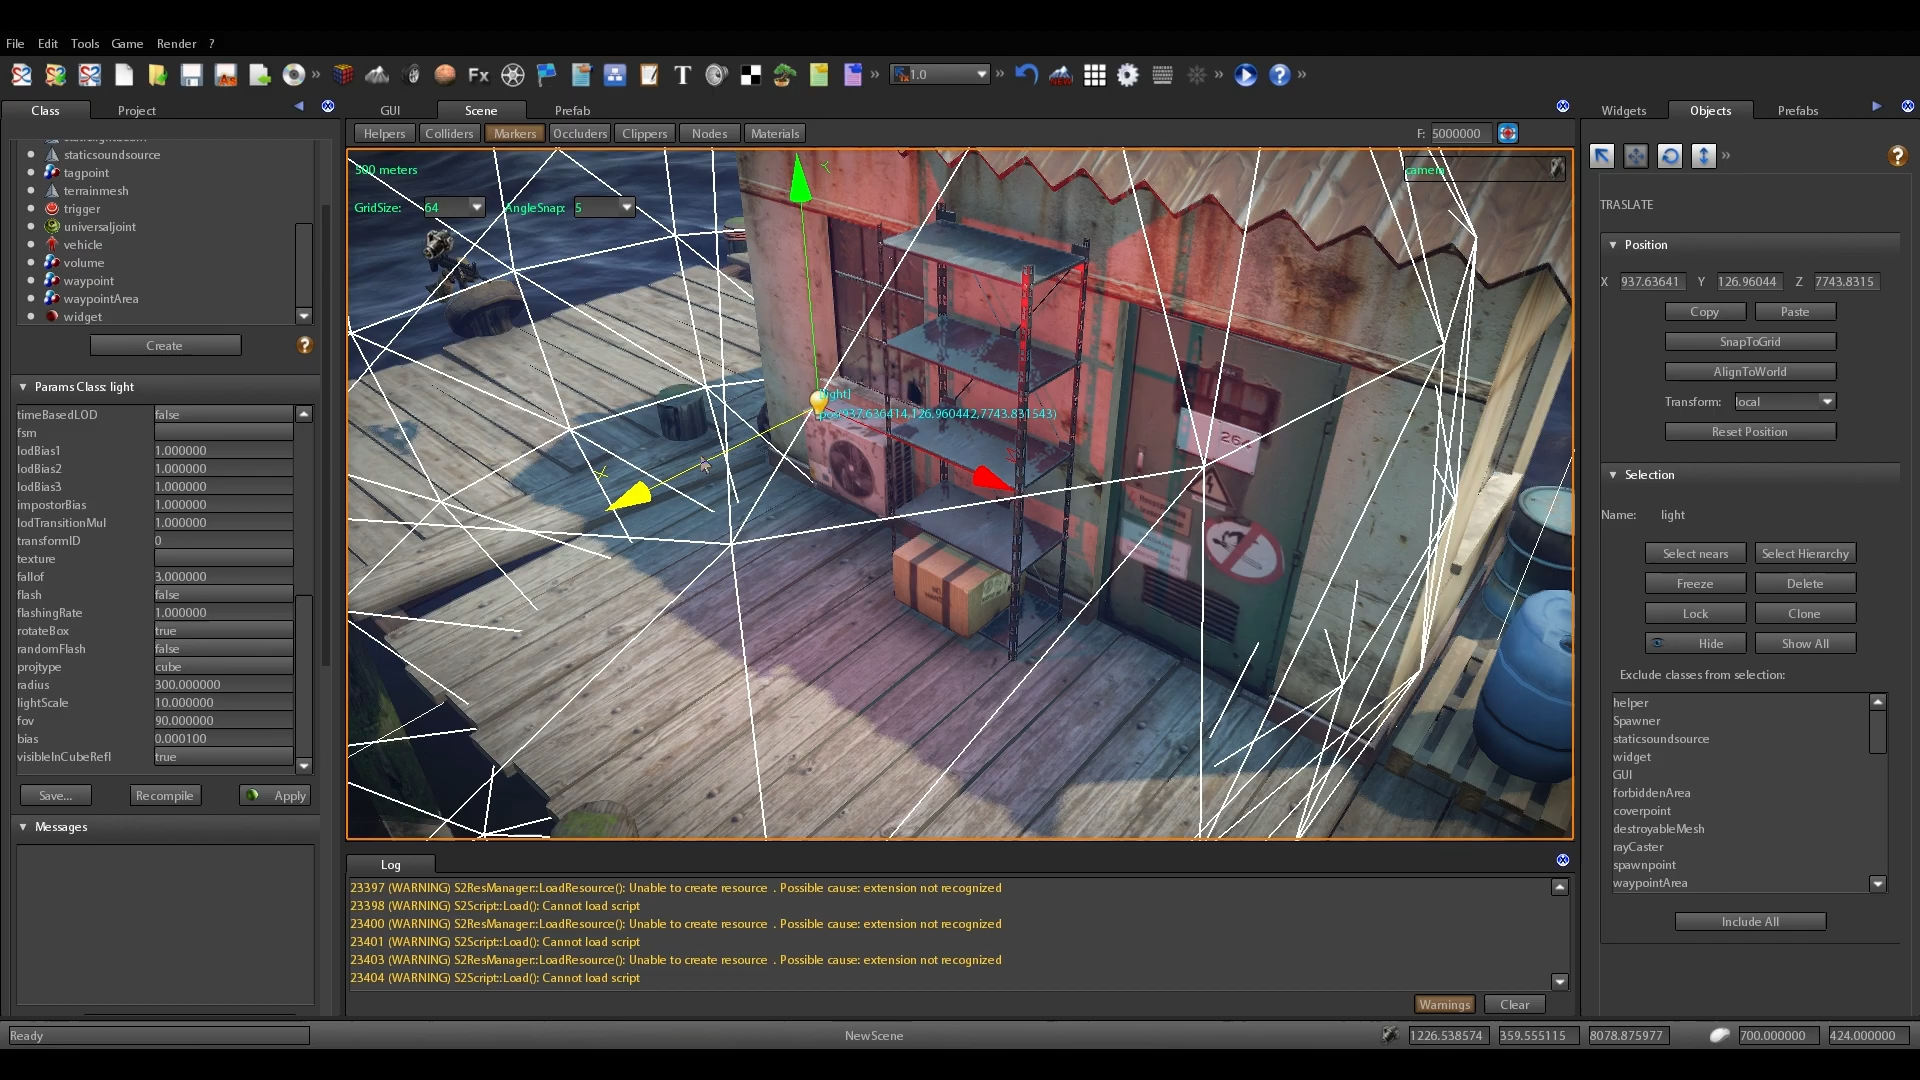 File Edit Tools Game Render ?
Fx T 1.0
Class Project
GUI Scene Prefab
Widgets Objects Prefabs
Helpers Colliders Markers Occluders Clippers Nodes Materials F: 5000000
staticsoundsource
tagpoint
terrainmesh
trigger
universaljoint
vehicle
volume
waypoint
waypointArea
widget
Create
Params Class: light
timeBasedLOD false
fsm
lodBias1 1.000000
lodBias2 1.000000
lodBias3 1.000000
impostorBias 1.000000
lodTransitionMul 1.000000
transformID 0
texture
fallof 3.000000
flash false
flashingRate 1.000000
rotateBox true
randomFlash false
projtype cube
radius 300.000000
lightScale 10.000000
fov 90.000000
bias 0.000100
visibleInCubeRefl true
Save... Recompile Apply
Messages
500 meters
camera
GridSize: 64 AngleSnap: 5
[light]
pos(937.636414,126.960442,7743.831543)
26
Log
23397 (WARNING) S2ResManager::LoadResource(): Unable to create resource . Possible cause: extension not recognized
23398 (WARNING) S2Script::Load(): Cannot load script
23400 (WARNING) S2ResManager::LoadResource(): Unable to create resource . Possible cause: extension not recognized
23401 (WARNING) S2Script::Load(): Cannot load script
23403 (WARNING) S2ResManager::LoadResource(): Unable to create resource . Possible cause: extension not recognized
23404 (WARNING) S2Script::Load(): Cannot load script
Warnings Clear
TRASLATE
Position
X 937.63641 Y 126.96044 Z 7743.8315
Copy Paste
SnapToGrid
AlignToWorld
Transform: local
Reset Position
Selection
Name: light
Select nears Select Hierarchy
Freeze Delete
Lock Clone
Hide Show All
Exclude classes from selection:
helper
Spawner
staticsoundsource
widget
GUI
forbiddenArea
coverpoint
destroyableMesh
rayCaster
spawnpoint
waypointArea
Include All
Ready NewScene 1226.538574 359.555115 8078.875977 700.000000 424.000000